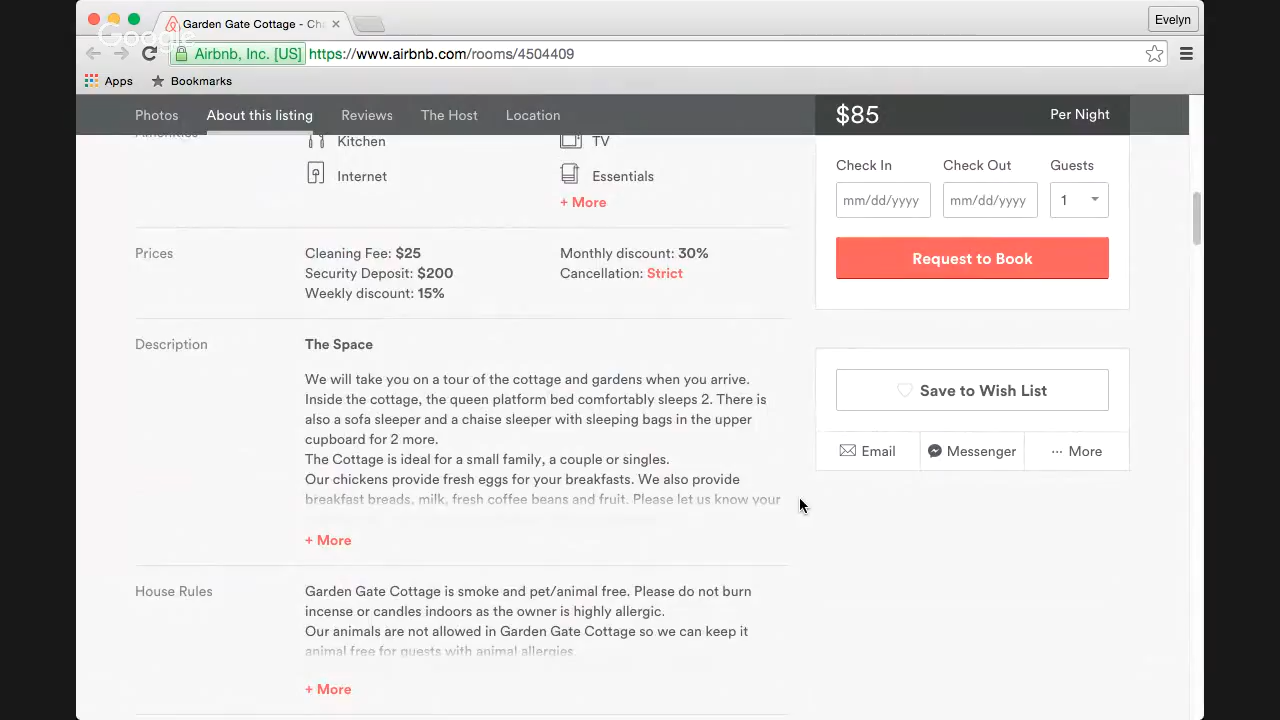 Garden Gate Cottage - Cha
Evelyn
Google
Airbnb, Inc. [US] https://www.airbnb.com/rooms/4504409
Apps Bookmarks
Photos About this listing Reviews The Host Location
$85 Per Night
Amenities
Kitchen TV
Internet Essentials
+ More
Check In Check Out Guests
mm/dd/yyyy mm/dd/yyyy 1
Request to Book
Prices
Cleaning Fee: $25 Monthly discount: 30%
Security Deposit: $200 Cancellation: Strict
Weekly discount: 15%
Save to Wish List
Email Messenger ··· More
Description
The Space
We will take you on a tour of the cottage and gardens when you arrive.
Inside the cottage, the queen platform bed comfortably sleeps 2. There is
also a sofa sleeper and a chaise sleeper with sleeping bags in the upper
cupboard for 2 more.
The Cottage is ideal for a small family, a couple or singles.
Our chickens provide fresh eggs for your breakfasts. We also provide
breakfast breads, milk, fresh coffee beans and fruit. Please let us know your
+ More
House Rules
Garden Gate Cottage is smoke and pet/animal free. Please do not burn
incense or candles indoors as the owner is highly allergic.
Our animals are not allowed in Garden Gate Cottage so we can keep it
animal free for guests with animal allergies.
+ More